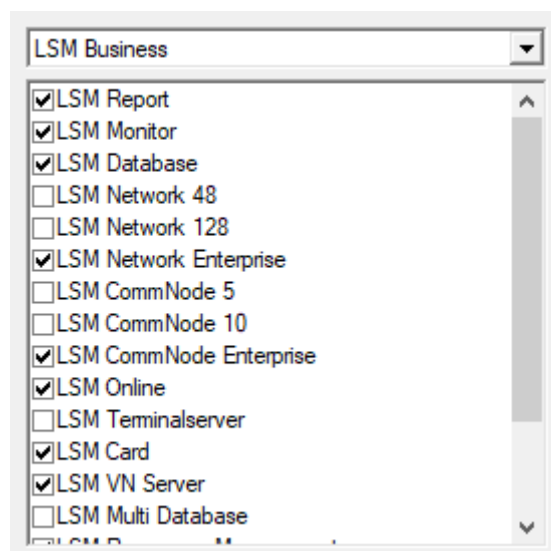 LSM Business
LSM Report
LSM Monitor
LSM Database
LSM Network 48
LSM Network 128
LSM Network Enterprise
LSM CommNode 5
LSM CommNode 10
LSM CommNode Enterprise
LSM Online
LSM Terminalserver
LSM Card
LSM VN Server
LSM Multi Database
LSM